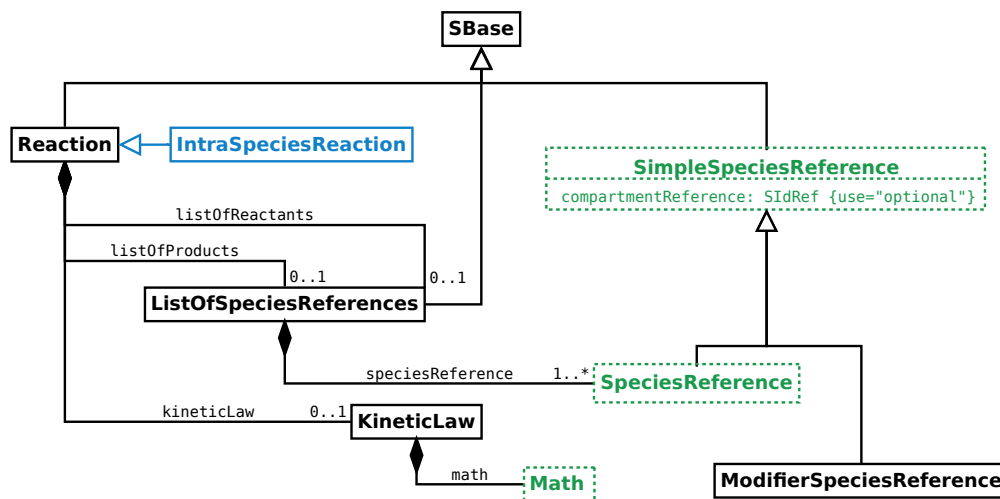 SBase
Reaction
IntraSpeciesReaction
SimpleSpeciesReference
compartmentReference: SIdRef {use="optional"}
listOfReactants
listOfProducts
0..1
0..1
ListOfSpeciesReferences
speciesReference
1..*
SpeciesReference
kineticLaw
0..1
KineticLaw
math
Math
ModifierSpeciesReference